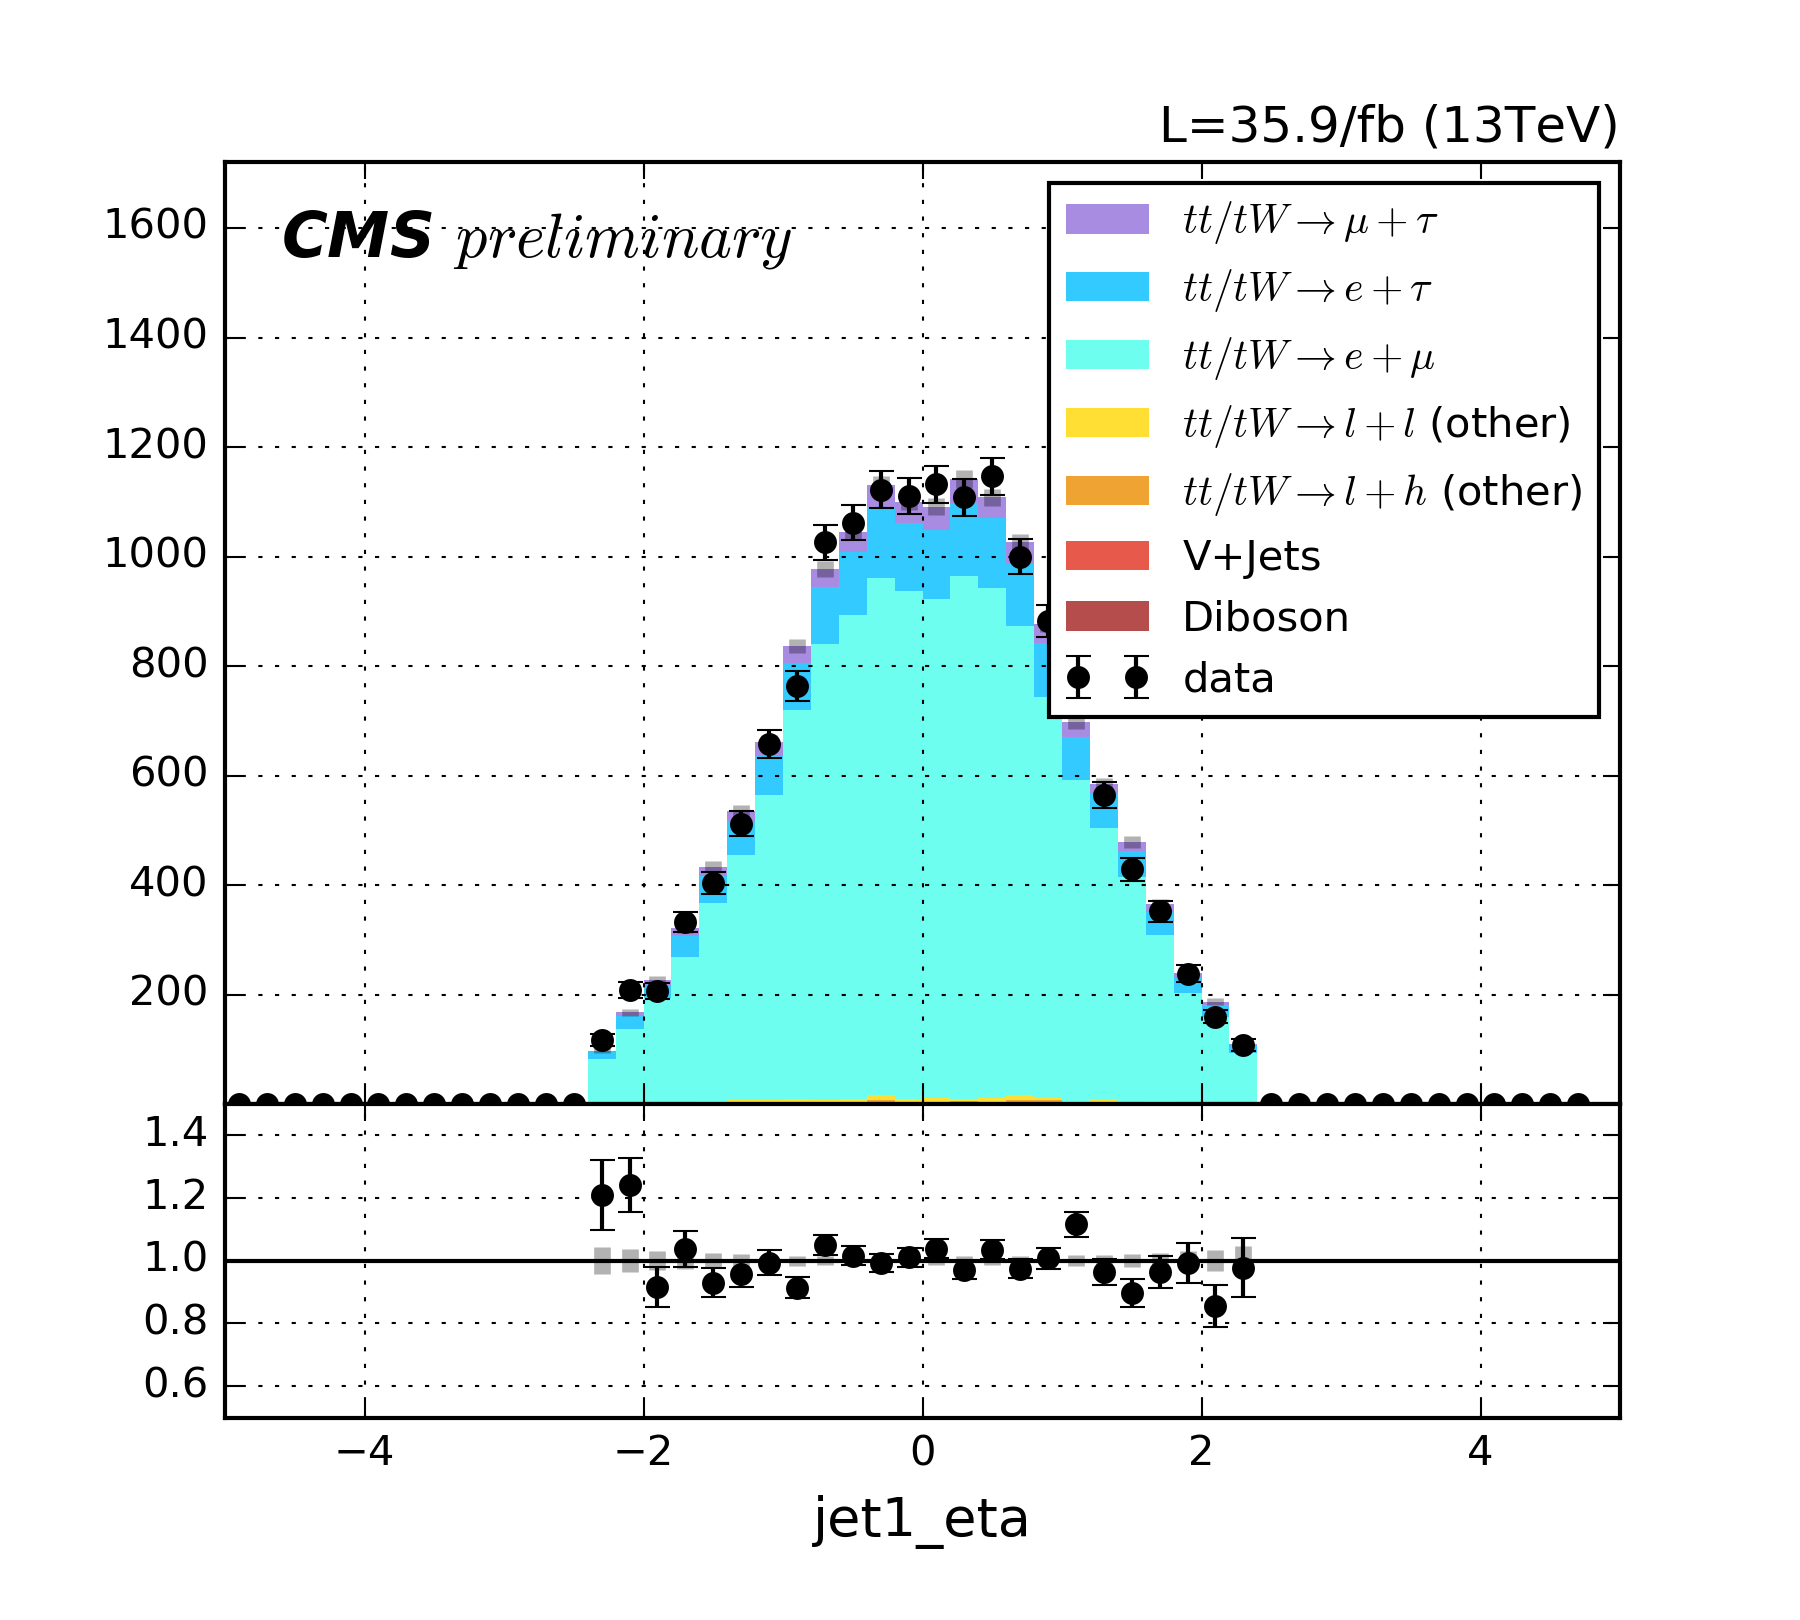 L=35.9/fb (13TeV)
CMS preliminary
tt/tW→μ+τ
tt/tW→e+τ
tt/tW→e+μ
tt/tW→l+l (other)
tt/tW→l+h (other)
V+Jets
Diboson
data
1600
1400
1200
1000
800
600
400
200
1.4
1.2
1.0
0.8
0.6
−4 −2 0 2 4
jet1_eta